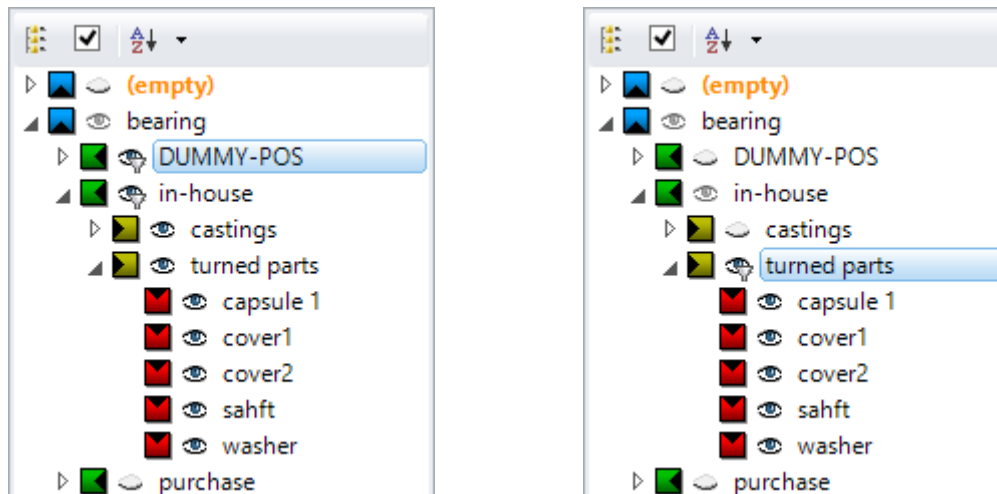 A
Z
(empty)
bearing
DUMMY-POS
in-house
castings
turned parts
capsule 1
cover1
cover2
sahft
washer
purchase
A
Z
(empty)
bearing
DUMMY-POS
in-house
castings
turned parts
capsule 1
cover1
cover2
sahft
washer
purchase